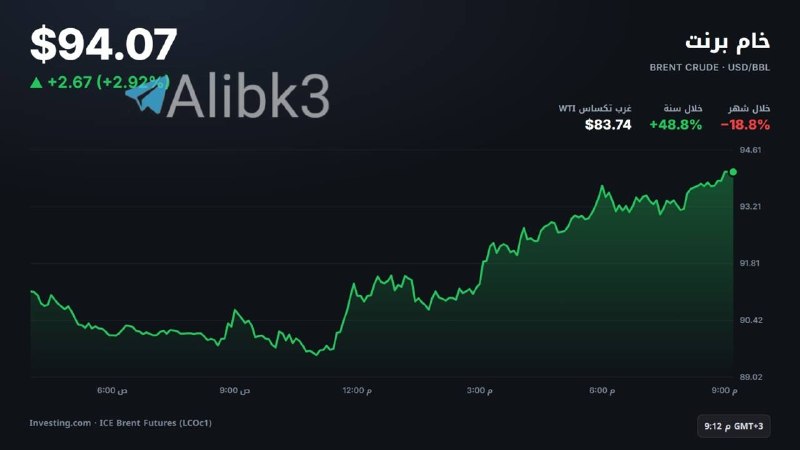 $94.07
خام برنت
BRENT CRUDE · USD/BBL
▲ +2.67 (+2.92%)
Alibk3
خلال شهر
−18.8%
خلال سنة
+48.8%
غرب تكساس WTI
$83.74
94.61
93.21
91.81
90.42
89.02
6:00 ص
9:00 ص
12:00 م
3:00 م
6:00 م
9:00 م
Investing.com · ICE Brent Futures (LCOc1)
9:12 م GMT+3